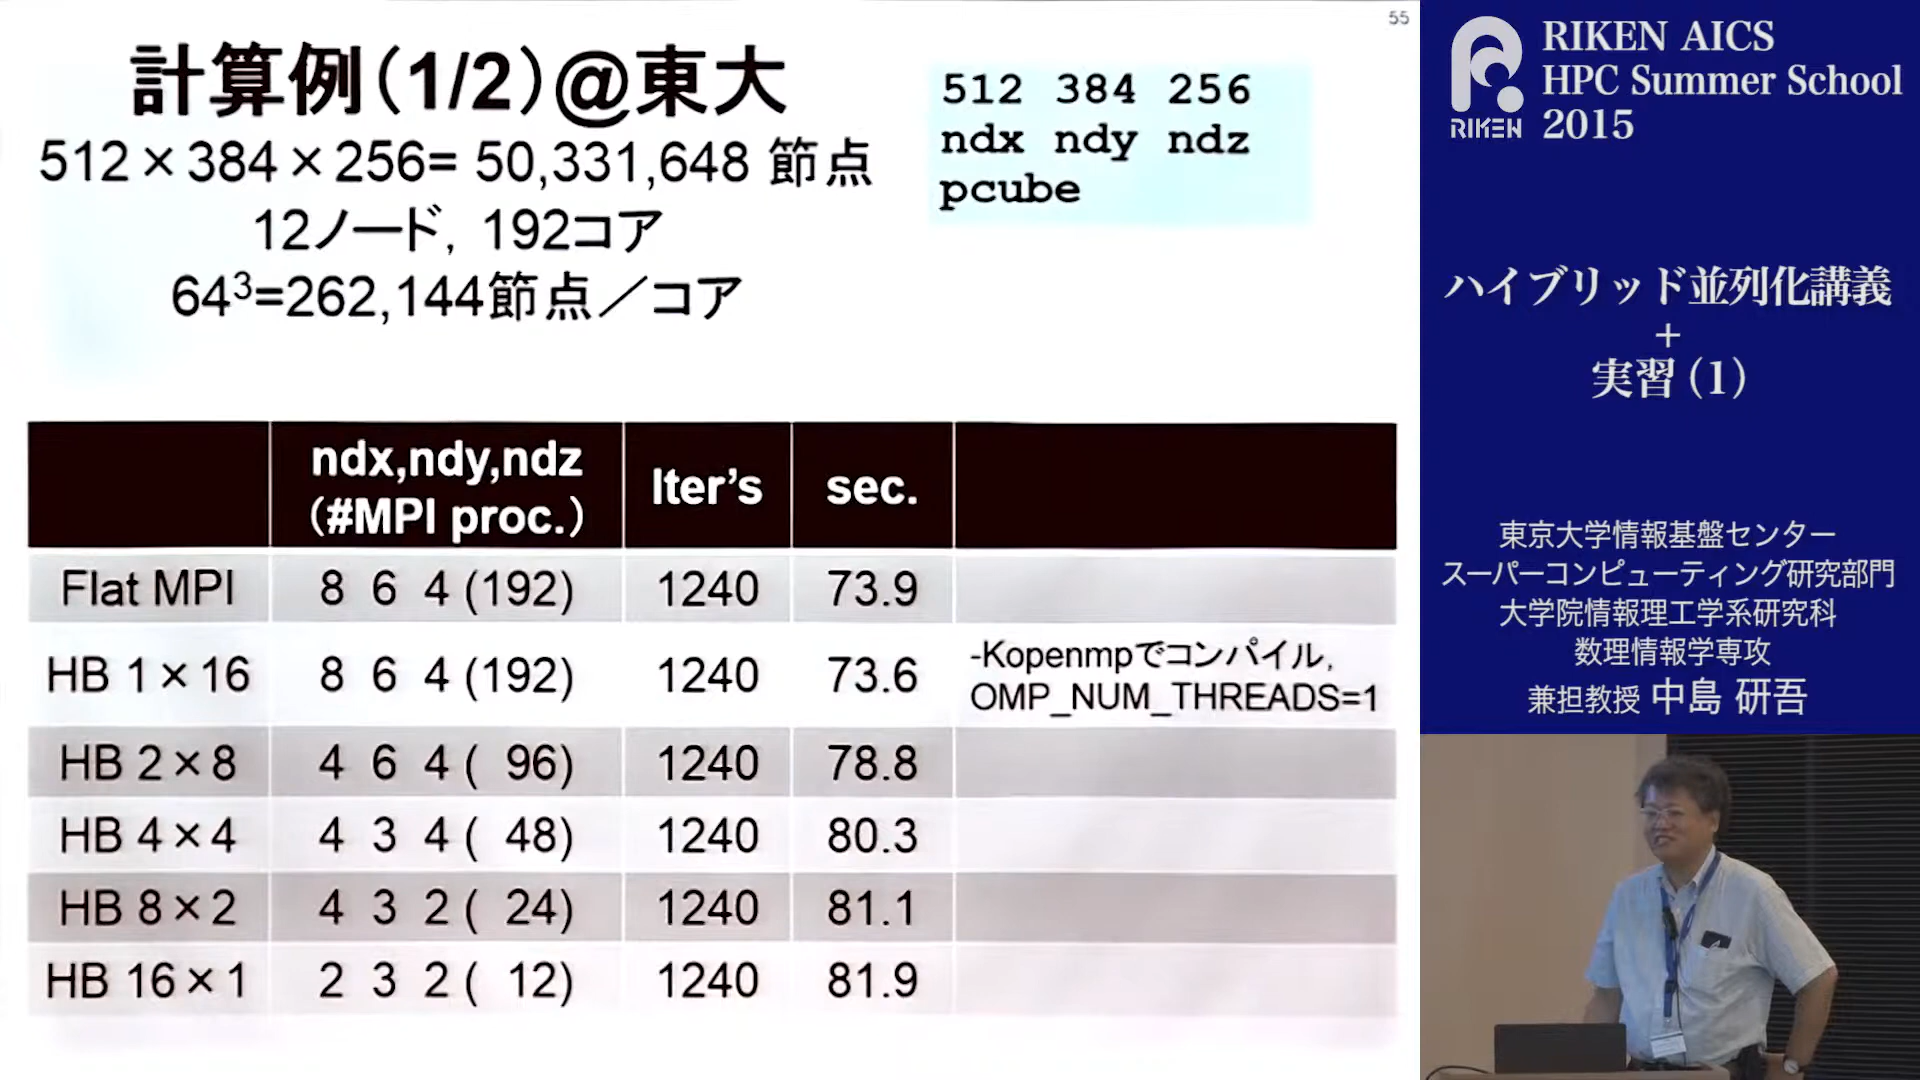 55
計算例(1/2)@東大
512×384×256= 50,331,648 節点
12ノード, 192コア
64³=262,144節点／コア
512 384 256
ndx ndy ndz
pcube
ndx,ndy,ndz
(#MPI proc.)
Iter's
sec.
Flat MPI 8 6 4 (192) 1240 73.9
HB 1×16 8 6 4 (192) 1240 73.6
-Kopenmpでコンパイル,
OMP_NUM_THREADS=1
HB 2×8 4 6 4 ( 96) 1240 78.8
HB 4×4 4 3 4 ( 48) 1240 80.3
HB 8×2 4 3 2 ( 24) 1240 81.1
HB 16×1 2 3 2 ( 12) 1240 81.9
RIKEN
RIKEN AICS
HPC Summer School
2015
ハイブリッド並列化講義
+
実習(1)
東京大学情報基盤センター
スーパーコンピューティング研究部門
大学院情報理工学系研究科
数理情報学専攻
兼担教授 中島 研吾